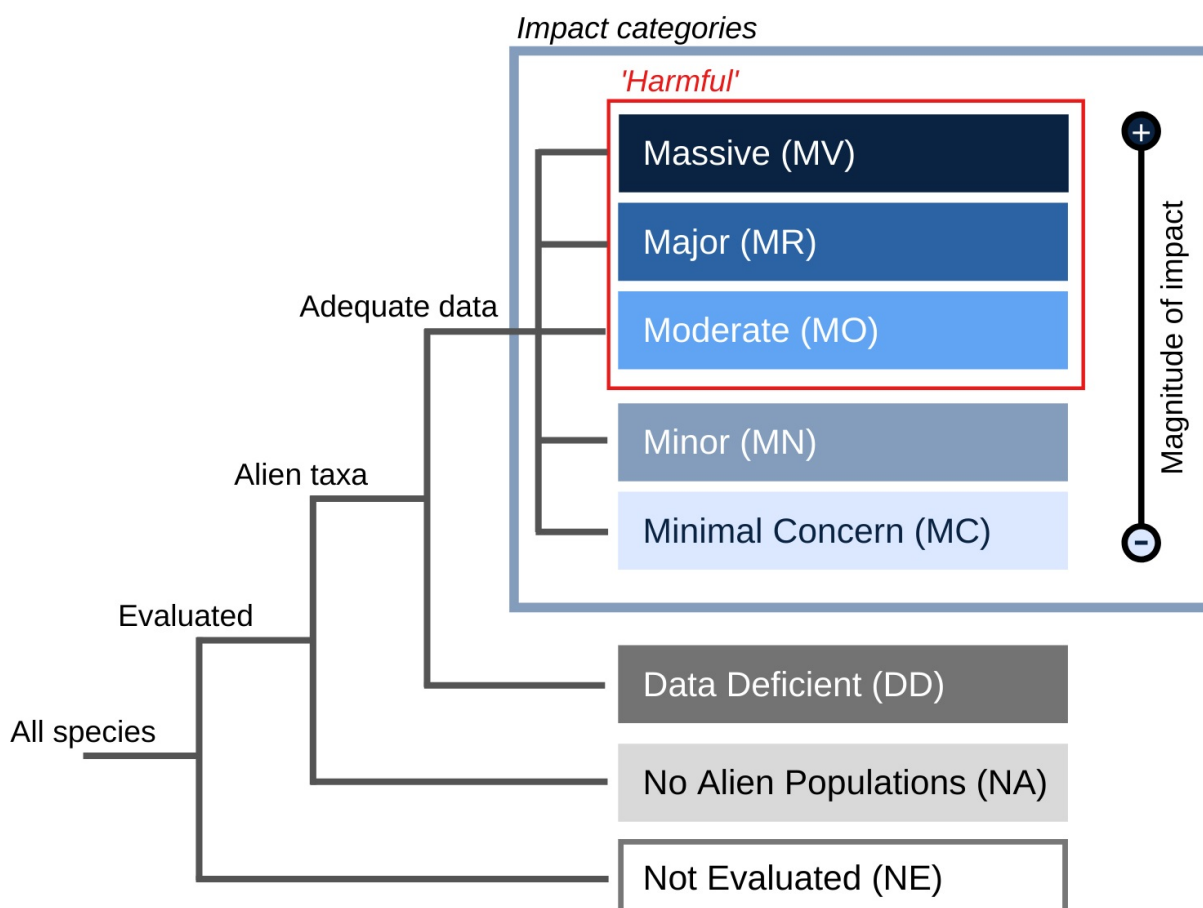 Impact categories
'Harmful'
Massive (MV)
+
Major (MR)
Magnitude of impact
Adequate data
Moderate (MO)
Minor (MN)
Alien taxa
Minimal Concern (MC)
-
Evaluated
Data Deficient (DD)
All species
No Alien Populations (NA)
Not Evaluated (NE)